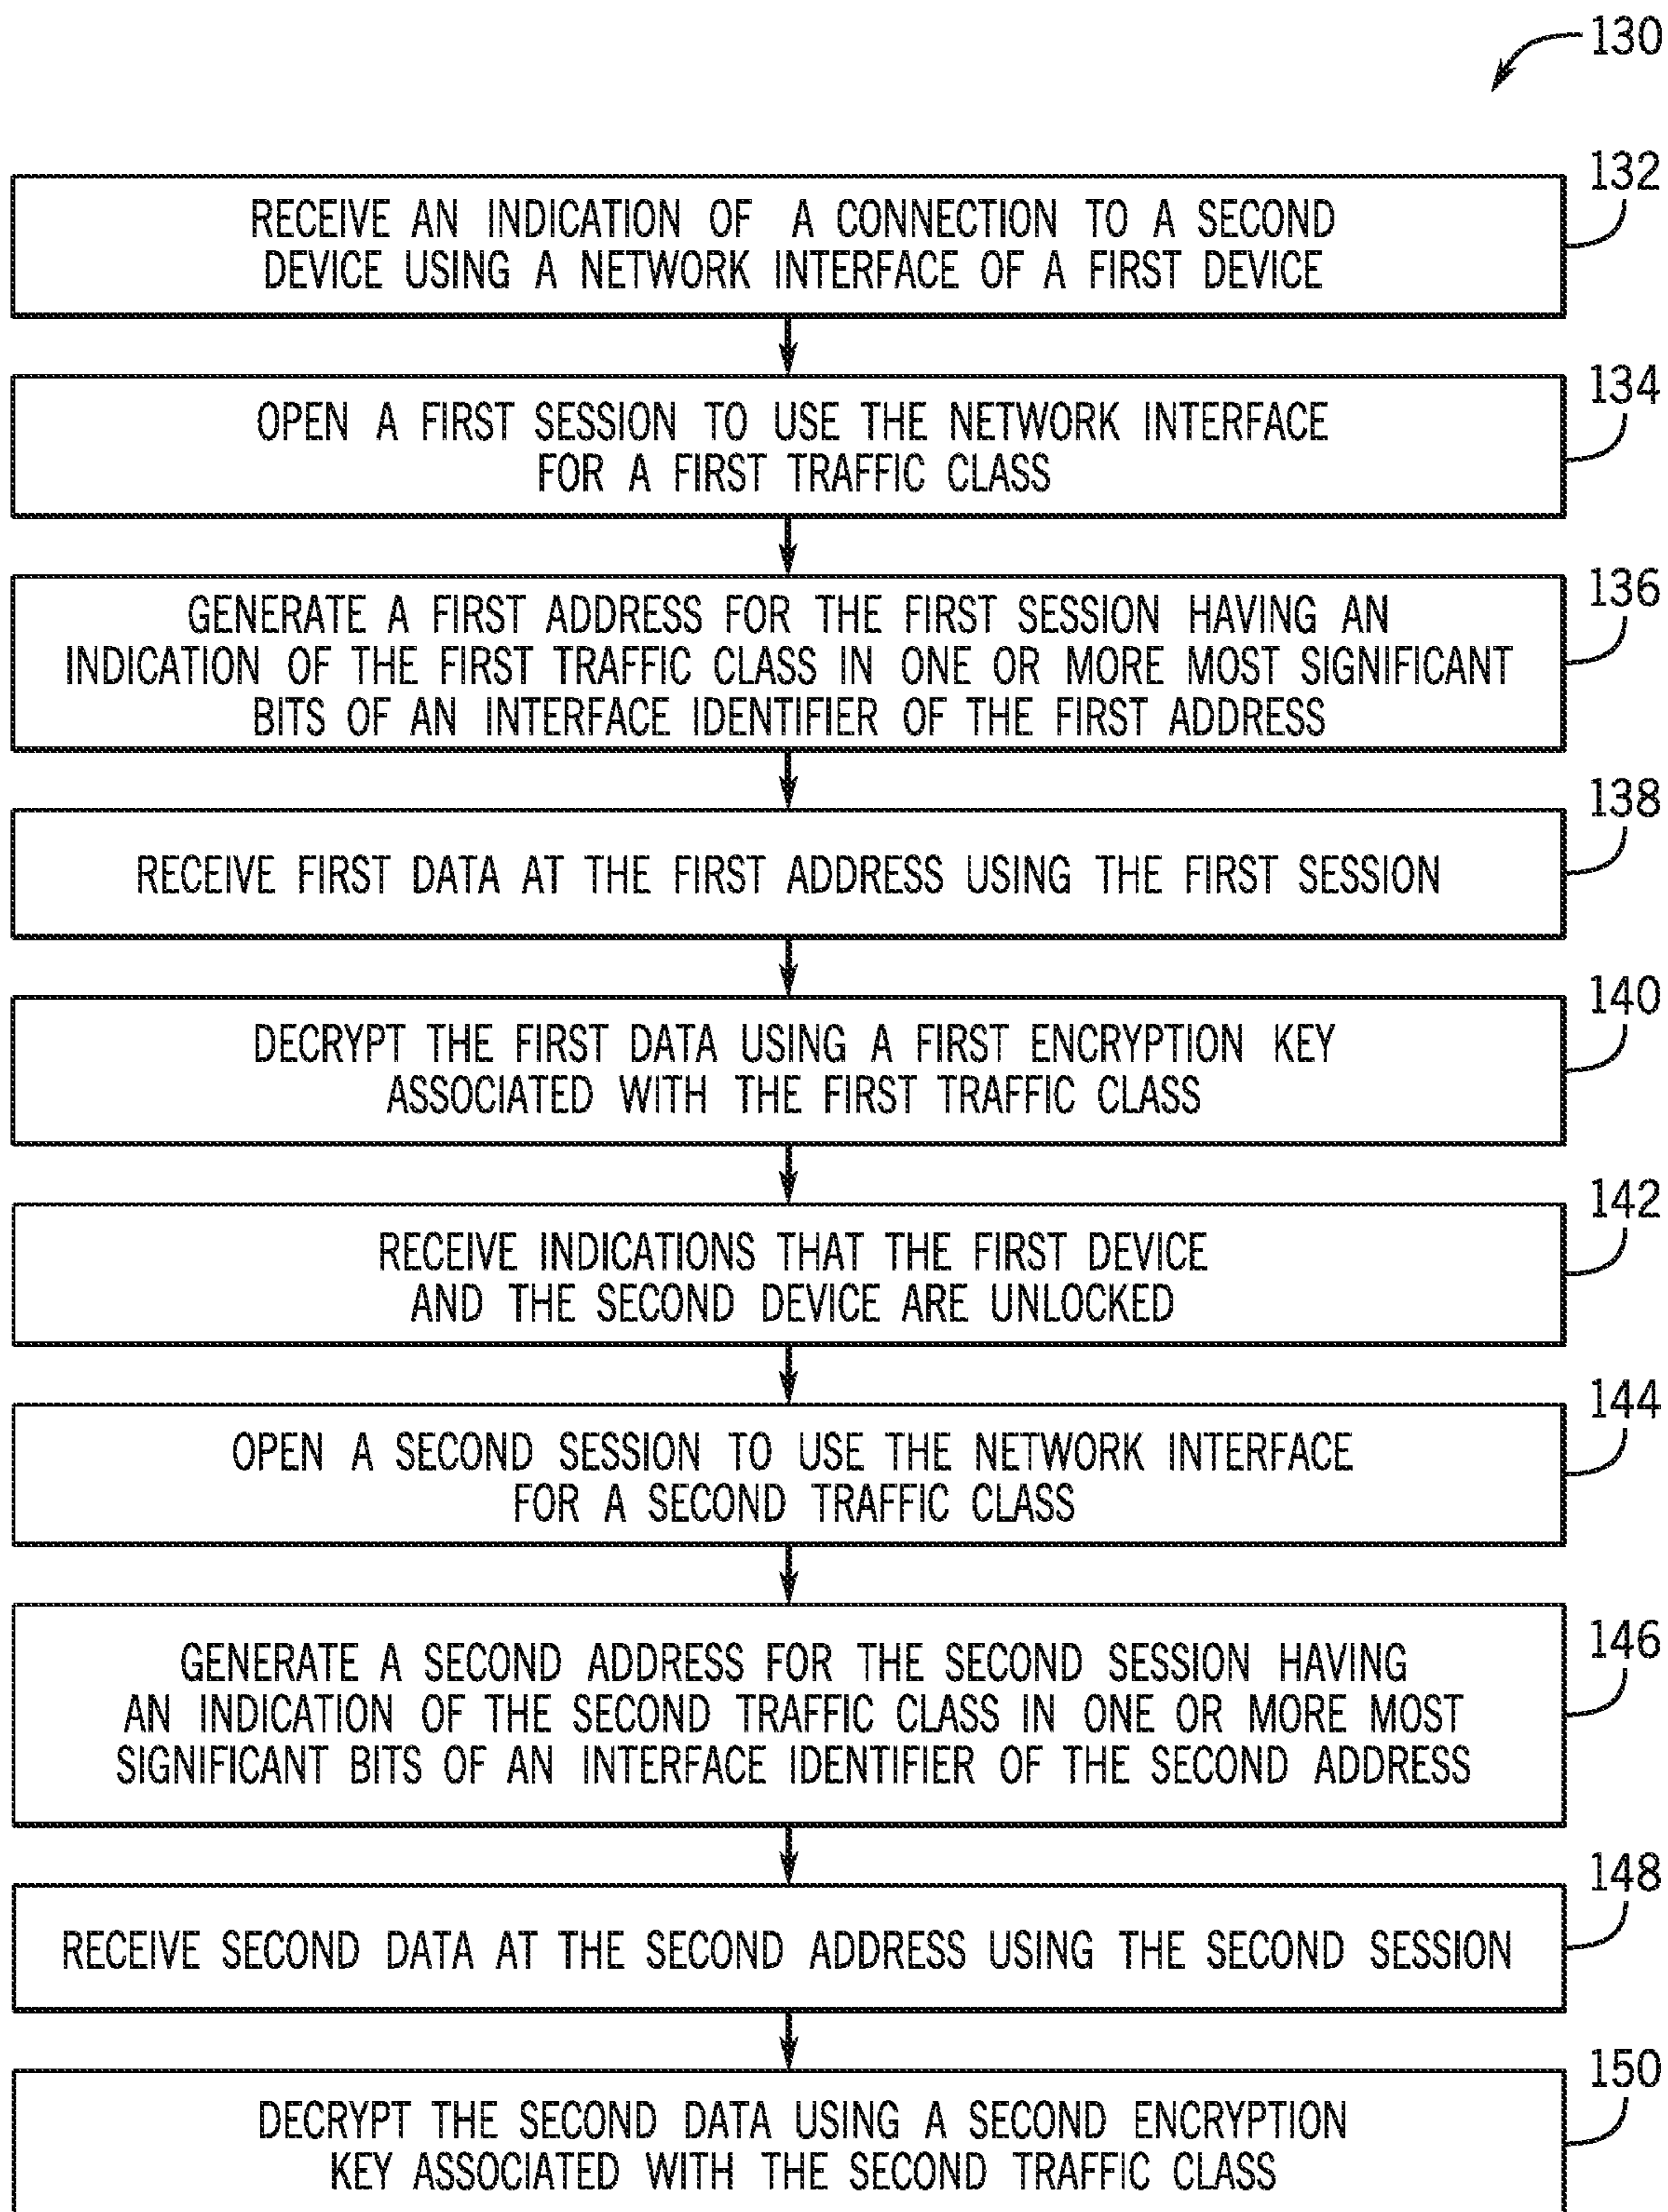 130
132
RECEIVE AN INDICATION OF A CONNECTION TO A SECOND
DEVICE USING A NETWORK INTERFACE OF A FIRST DEVICE
134
OPEN A FIRST SESSION TO USE THE NETWORK INTERFACE
FOR A FIRST TRAFFIC CLASS
136
GENERATE A FIRST ADDRESS FOR THE FIRST SESSION HAVING AN
INDICATION OF THE FIRST TRAFFIC CLASS IN ONE OR MORE MOST SIGNIFICANT
BITS OF AN INTERFACE IDENTIFIER OF THE FIRST ADDRESS
138
RECEIVE FIRST DATA AT THE FIRST ADDRESS USING THE FIRST SESSION
140
DECRYPT THE FIRST DATA USING A FIRST ENCRYPTION KEY
ASSOCIATED WITH THE FIRST TRAFFIC CLASS
142
RECEIVE INDICATIONS THAT THE FIRST DEVICE
AND THE SECOND DEVICE ARE UNLOCKED
144
OPEN A SECOND SESSION TO USE THE NETWORK INTERFACE
FOR A SECOND TRAFFIC CLASS
146
GENERATE A SECOND ADDRESS FOR THE SECOND SESSION HAVING
AN INDICATION OF THE SECOND TRAFFIC CLASS IN ONE OR MORE MOST
SIGNIFICANT BITS OF AN INTERFACE IDENTIFIER OF THE SECOND ADDRESS
148
RECEIVE SECOND DATA AT THE SECOND ADDRESS USING THE SECOND SESSION
150
DECRYPT THE SECOND DATA USING A SECOND ENCRYPTION
KEY ASSOCIATED WITH THE SECOND TRAFFIC CLASS